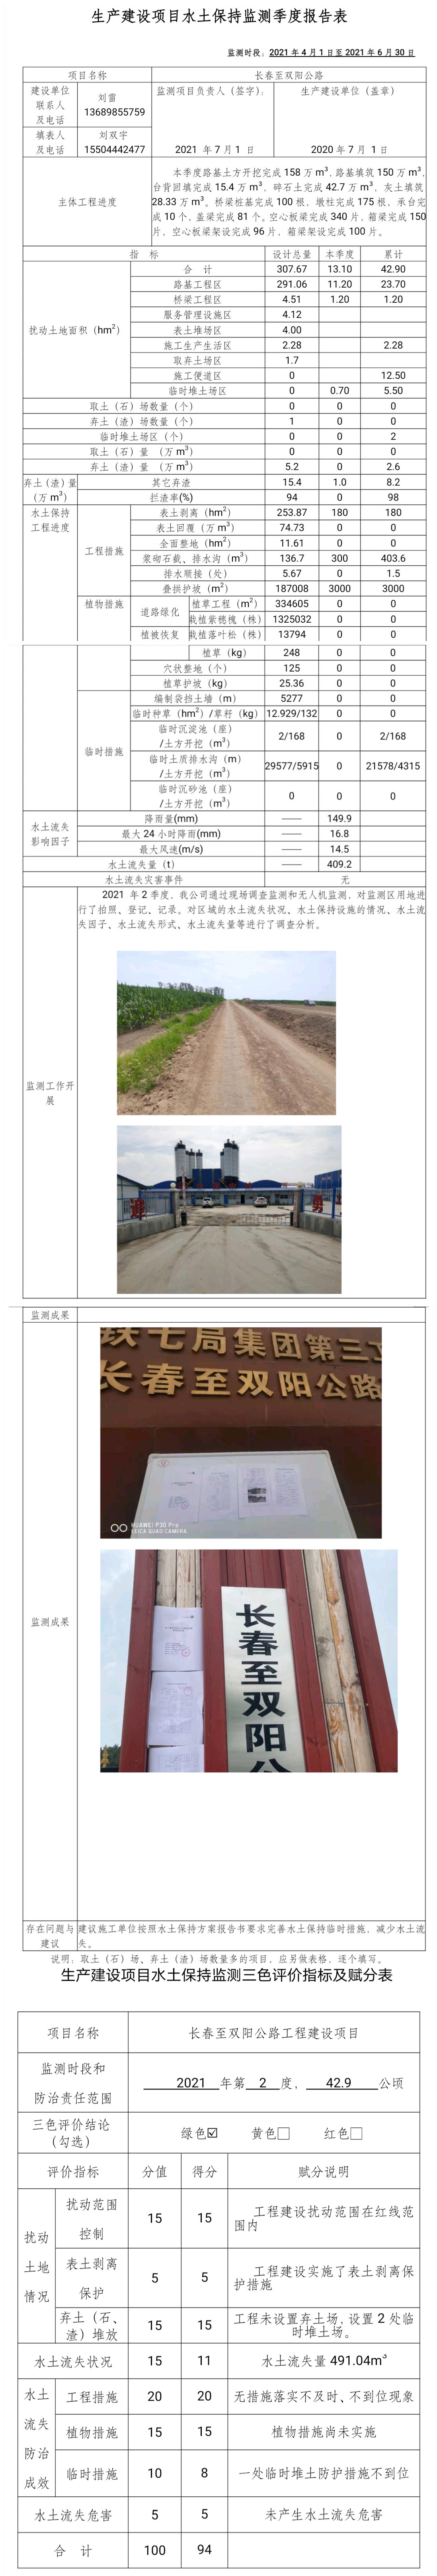 生产建设项目水土保持监测季度报告表
监测时段：2021 年 4 月 1 日至 2021 年 6 月 30 日
项目名称 长春至双阳公路
建设单位联系人及电话 刘雷 13689855759 监测项目负责人（签字）： 生产建设单位（盖章）
填表人及电话 刘双宇 15504442477 2021 年 7 月 1 日 2020 年 7 月 1 日
主体工程进度
本季度路基土方开挖完成 158 万 m³，路基填筑 150 万 m³，
台背回填完成 15.4 万 m³，碎石土完成 42.7 万 m³，灰土填筑
28.33 万 m³。桥梁桩基完成 100 根，墩柱完成 175 根，承台完
成 10 个，盖梁完成 81 个。空心板梁完成 340 片，箱梁完成 150
片，空心板梁架设完成 96 片，箱梁架设完成 100 片。
指 标 设计总量 本季度 累计
扰动土地面积（hm²）
合 计 307.67 13.10 42.90
路基工程区 291.06 11.20 23.70
桥梁工程区 4.51 1.20 1.20
服务管理设施区 4.12
表土堆场区 4.00
施工生产生活区 2.28 2.28
取弃土场区 1.7
施工便道区 0 12.50
临时堆土场区 0 0.70 5.50
取土（石）场数量（个） 0 0 0
弃土（渣）场数量（个） 1 0 0
临时堆土场区（个） 0 0 2
取土（石）量 （万 m³） 0 0 0
弃土（渣）量 （万 m³） 5.2 0 2.6
弃土（渣）量（万 m³） 其它弃渣 15.4 1.0 8.2
拦渣率(%) 94 0 98
水土保持工程进度
工程措施
表土剥离（hm²） 253.87 180 180
表土回覆（万 m³） 74.73 0 0
全面整地（hm²） 11.61 0 0
浆砌石截、排水沟（m³） 136.7 300 403.6
排水顺接（处） 5.67 0 1.5
叠拱护坡（m²） 187008 3000 3000
植物措施
道路绿化 植草工程（m²） 334605 0 0
栽植紫穗槐（株） 1325032 0 0
植被恢复 栽植落叶松（株） 13794 0 0
植草（kg） 248 0 0
穴状整地（个） 125 0 0
植草护坡（kg） 25.36 0 0
临时措施
编制袋挡土墙（m） 5277 0 0
临时种草（hm²）/草籽（kg） 12.929/132 0 0
临时沉淀池（座）/土方开挖（m³） 2/168 0 2/168
临时土质排水沟（m）/土方开挖（m³） 29577/5915 0 21578/4315
临时沉砂池（座）/土方开挖（m³） 0 0 0
水土流失影响因子
降雨量(mm) —— 149.9
最大 24 小时降雨(mm) —— 16.8
最大风速(m/s) —— 14.5
水土流失量（t） —— 409.2
水土流失灾害事件 无
监测工作开展
2021 年 2 季度，我公司通过现场调查监测和无人机监测，对监测区用地进
行了拍照、登记、记录。对区域的水土流失状况、水土保持设施的情况、水土流
失因子、水土流失形式、水土流失量等进行了调查分析。
迎
监测成果
铁七局集团第三工
长春至双阳公路
HUAWEI P30 Pro
LEICA QUAD CAMERA
监测成果
长春至双阳公
存在问题与建议
建议施工单位按照水土保持方案报告书要求完善水土保持临时措施，减少水土流
失。
说明：取土（石）场、弃土（渣）场数量多的项目，应另做表格，逐个填写。
生产建设项目水土保持监测三色评价指标及赋分表
项目名称 长春至双阳公路工程建设项目
监测时段和防治责任范围 2021 年第 2 度， 42.9 公顷
三色评价结论（勾选） 绿色☑ 黄色□ 红色□
评价指标 分值 得分 赋分说明
扰动土地情况
扰动范围控制 15 15 工程建设扰动范围在红线范围内
表土剥离保护 5 5 工程建设实施了表土剥离保护措施
弃土（石、渣）堆放 15 15 工程未设置弃土场，设置 2 处临时堆土场。
水土流失状况 15 11 水土流失量 491.04m³
水土流失防治成效
工程措施 20 20 无措施落实不及时、不到位现象
植物措施 15 15 植物措施尚未实施
临时措施 10 8 一处临时堆土防护措施不到位
水土流失危害 5 5 未产生水土流失危害
合 计 100 94